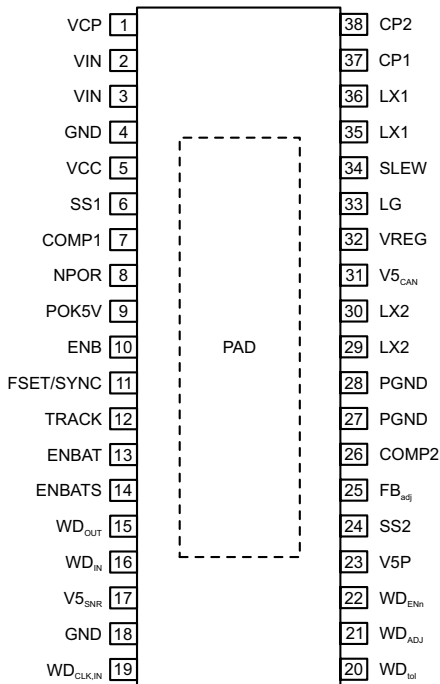 VCP 1
VIN 2
VIN 3
GND 4
VCC 5
SS1 6
COMP1 7
NPOR 8
POK5V 9
ENB 10
FSET/SYNC 11
TRACK 12
ENBAT 13
ENBATS 14
WDOUT 15
WDIN 16
V5SNR 17
GND 18
WDCLK,IN 19
PAD
38 CP2
37 CP1
36 LX1
35 LX1
34 SLEW
33 LG
32 VREG
31 V5CAN
30 LX2
29 LX2
28 PGND
27 PGND
26 COMP2
25 FBadj
24 SS2
23 V5P
22 WDENn
21 WDADJ
20 WDtol